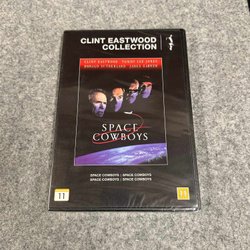 CLINT EASTWOOD
COLLECTION
CLINT EASTWOOD TOMMY LEE JONES
DONALD SUTHERLAND JAMES GARNER
SPACE
COWBOYS
SPACE COWBOYS | SPACE COWBOYS
SPACE COWBOYS | SPACE COWBOYS
11